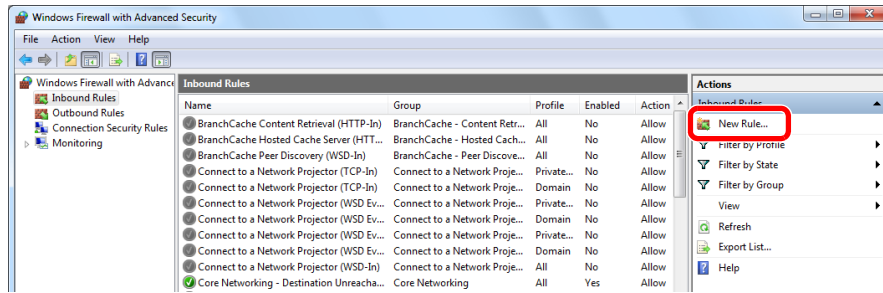 Windows Firewall with Advanced Security
File Action View Help
Windows Firewall with Advance
Inbound Rules
Outbound Rules
Connection Security Rules
Monitoring
Inbound Rules
Name Group Profile Enabled Action
BranchCache Content Retrieval (HTTP-In) BranchCache - Content Retr... All No Allow
BranchCache Hosted Cache Server (HTT... BranchCache - Hosted Cach... All No Allow
BranchCache Peer Discovery (WSD-In) BranchCache - Peer Discove... All No Allow
Connect to a Network Projector (TCP-In) Connect to a Network Proje... Private... No Allow
Connect to a Network Projector (TCP-In) Connect to a Network Proje... Domain No Allow
Connect to a Network Projector (WSD Ev... Connect to a Network Proje... Private... No Allow
Connect to a Network Projector (WSD Ev... Connect to a Network Proje... Domain No Allow
Connect to a Network Projector (WSD Ev... Connect to a Network Proje... Private... No Allow
Connect to a Network Projector (WSD Ev... Connect to a Network Proje... Domain No Allow
Connect to a Network Projector (WSD-In) Connect to a Network Proje... All No Allow
Core Networking - Destination Unreacha... Core Networking All Yes Allow
Actions
Inbound Rules
New Rule...
Filter by Profile
Filter by State
Filter by Group
View
Refresh
Export List...
Help